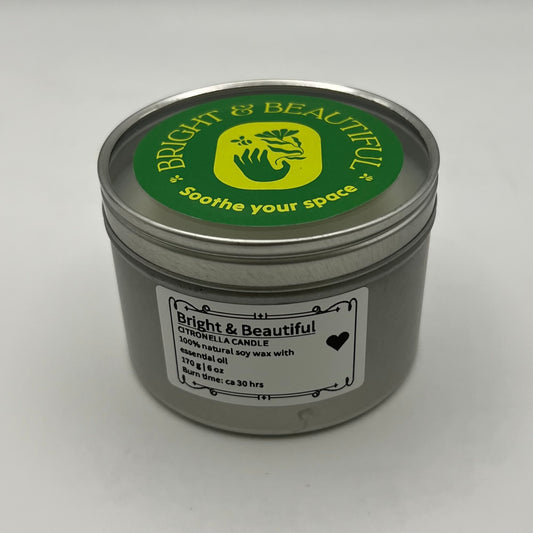 BRIGHT & BEAUTIFUL
Soothe your space
Bright & Beautiful
CITRONELLA CANDLE
100% natural soy wax with
essential oil
170 g | 6 oz
Burn time: ca 30 hrs